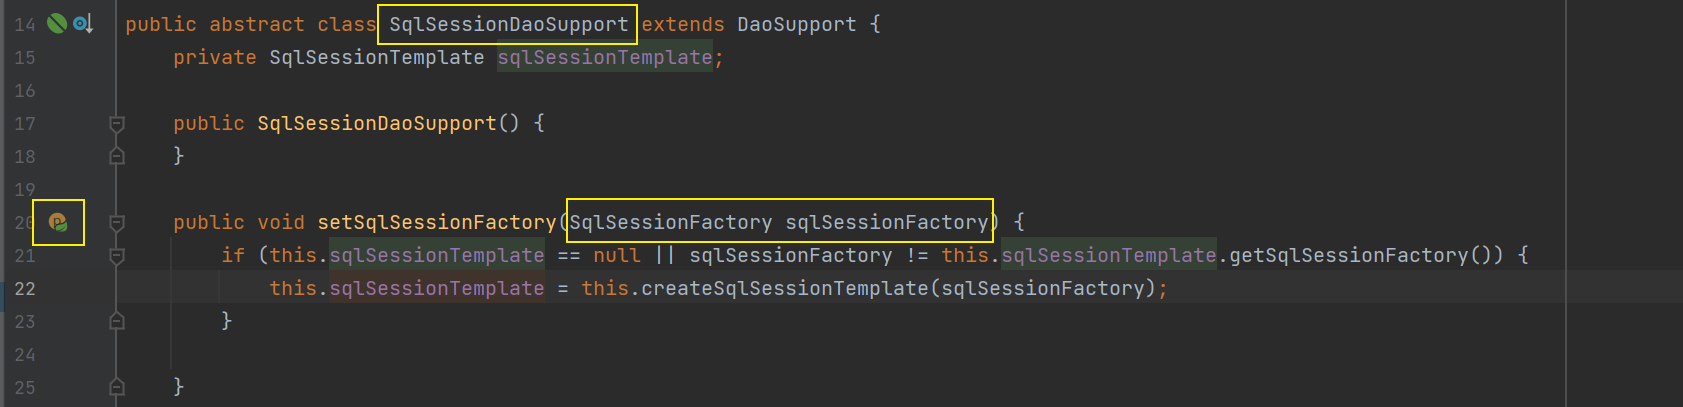 14 public abstract class SqlSessionDaoSupport extends DaoSupport {
15     private SqlSessionTemplate sqlSessionTemplate;
16
17     public SqlSessionDaoSupport() {
18     }
19
20     public void setSqlSessionFactory(SqlSessionFactory sqlSessionFactory) {
21         if (this.sqlSessionTemplate == null || sqlSessionFactory != this.sqlSessionTemplate.getSqlSessionFactory()) {
22             this.sqlSessionTemplate = this.createSqlSessionTemplate(sqlSessionFactory);
23         }
24
25     }